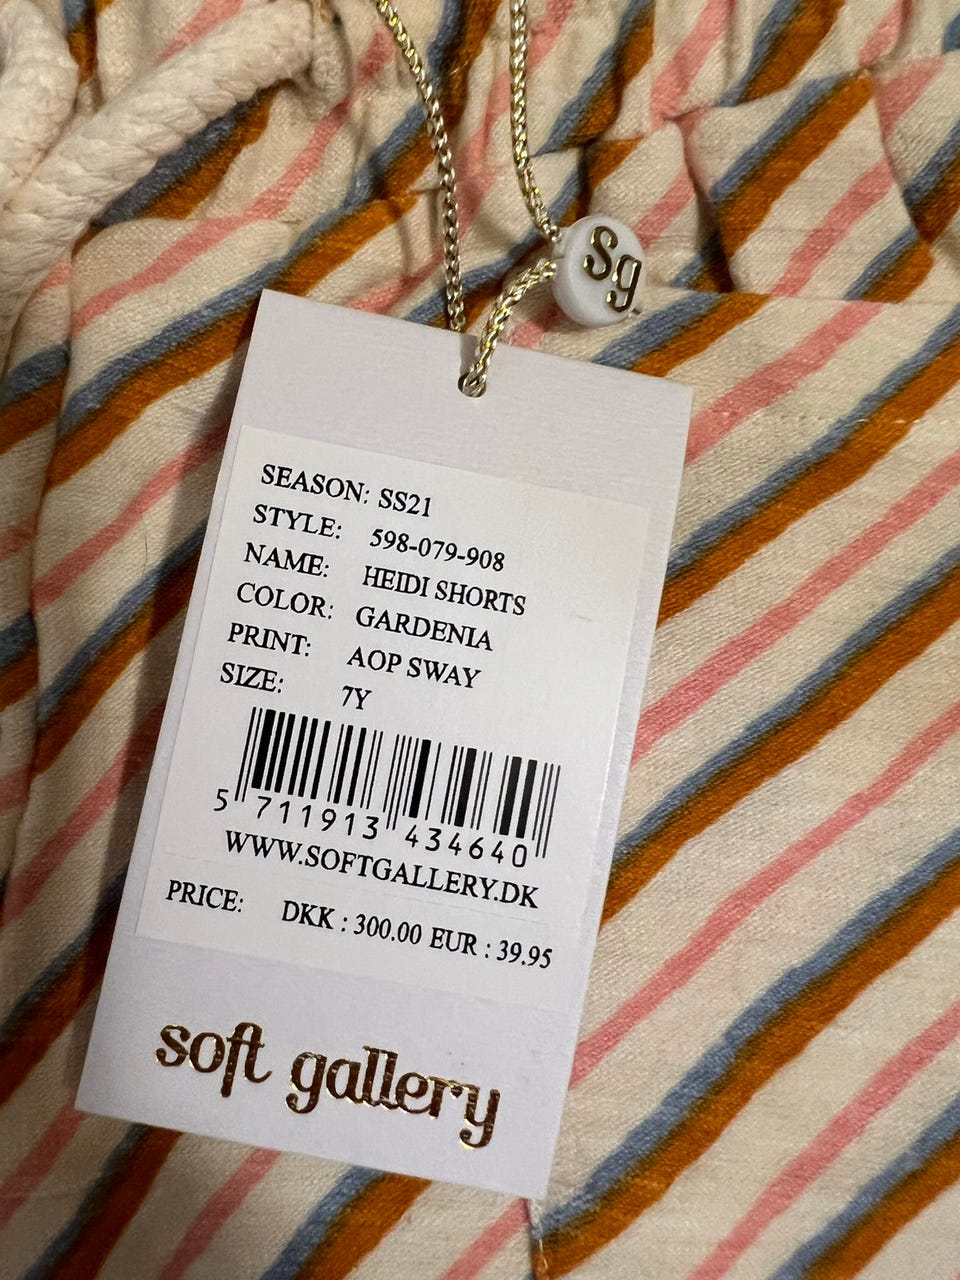 Sg.
SEASON: SS21
STYLE: 598-079-908
NAME: HEIDI SHORTS
COLOR: GARDENIA
PRINT: AOP SWAY
SIZE: 7Y
5 711913 434640
WWW.SOFTGALLERY.DK
PRICE: DKK : 300.00 EUR : 39.95
soft gallery